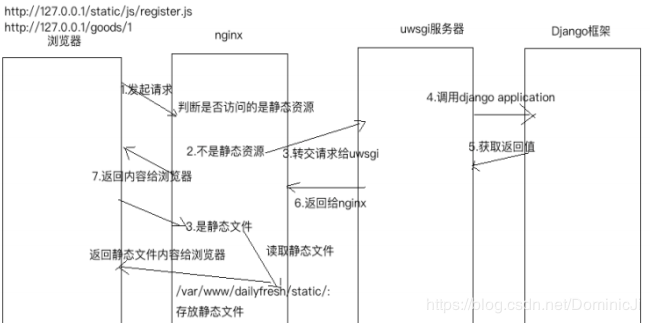 http://127.0.0.1/static/js/register.js
http://127.0.0.1/goods/1
浏览器
nginx
uwsgi服务器
Django框架
1.发起请求
判断是否访问的是静态资源
4.调用django application
2.不是静态资源
3.转交请求给uwsgi
5.获取返回值
7.返回内容给浏览器
6.返回给nginx
3.是静态文件
读取静态文件
返回静态文件内容给浏览器
/var/www/dailyfresh/static/:
存放静态文件
https://blog.csdn.net/DominicJi